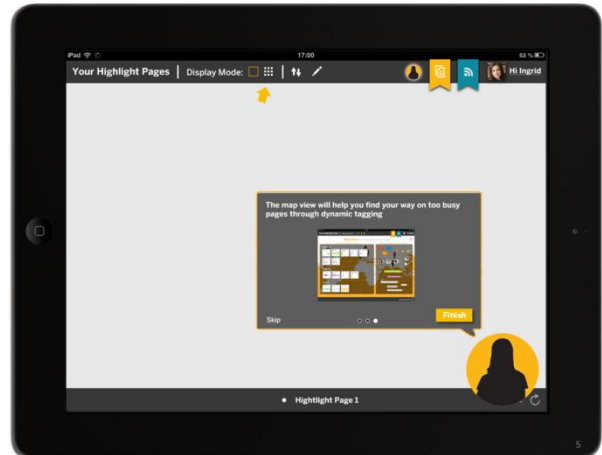 iPad
17:00
53 %
Your Highlight Pages | Display Mode: | Hi Ingrid
The map view will help you find your way on too busy
pages through dynamic tagging
Skip
Finish
Hightlight Page 1
5